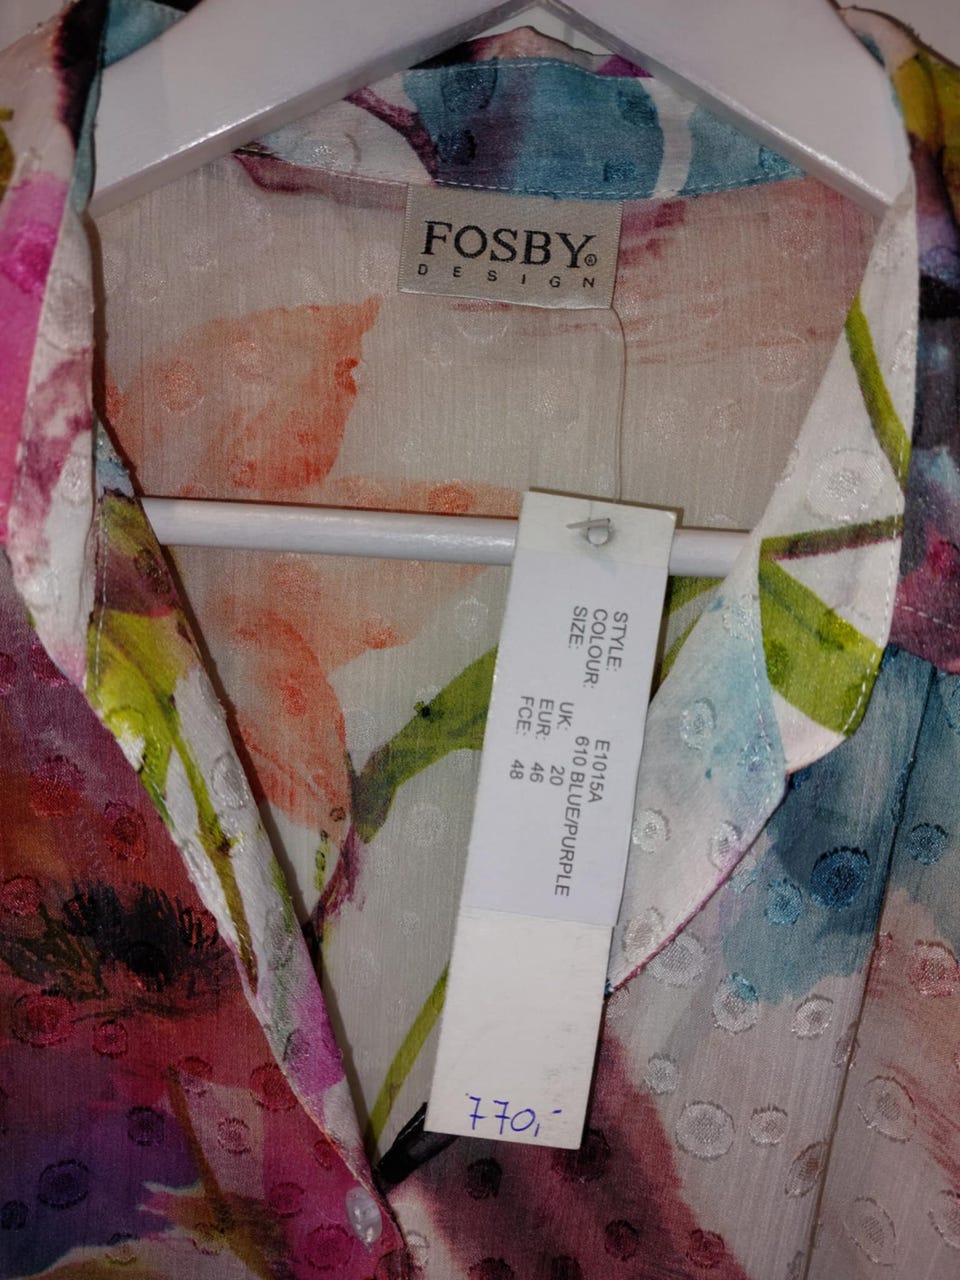 FOSBY®
DESIGN
STYLE: E1015A
COLOUR: 610 BLUE/PURPLE
SIZE: UK: 20
EUR: 46
FCE: 48
770,-